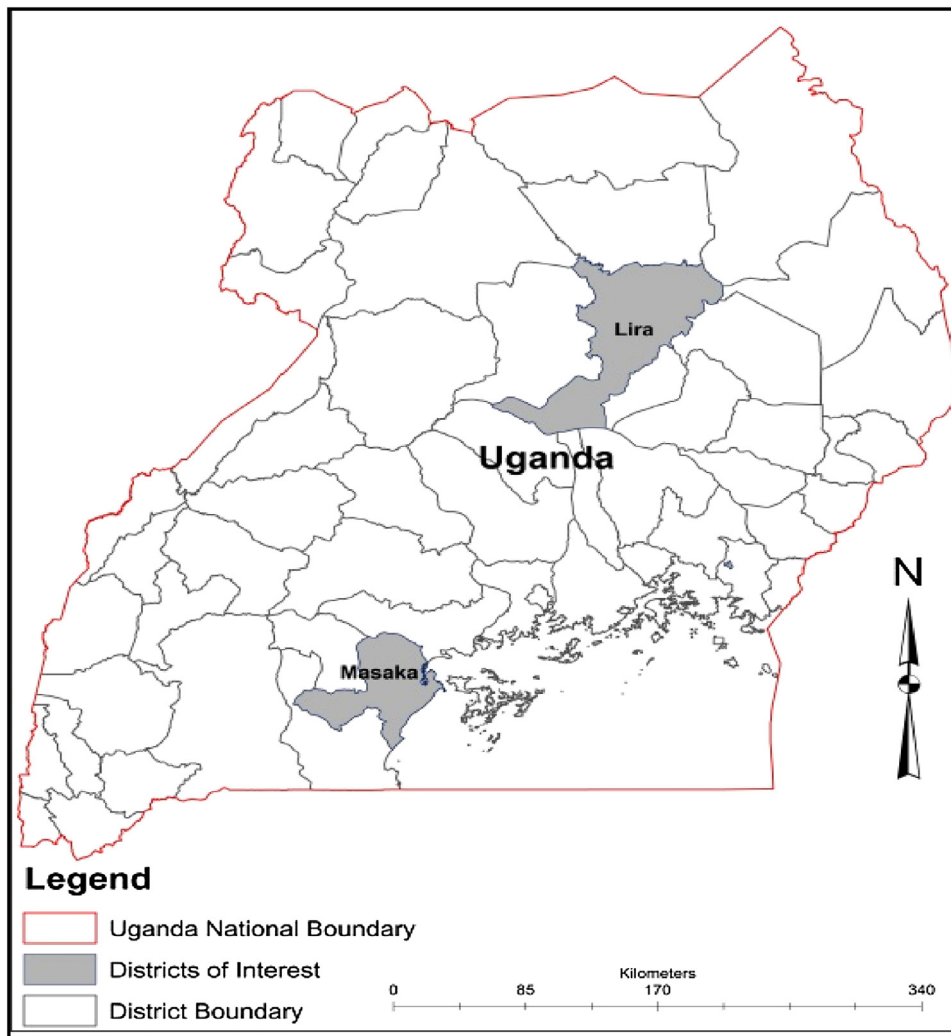 Lira
Uganda
N
Masaka
Legend
Uganda National Boundary
Districts of Interest
District Boundary
Kilometers
0 85 170 340